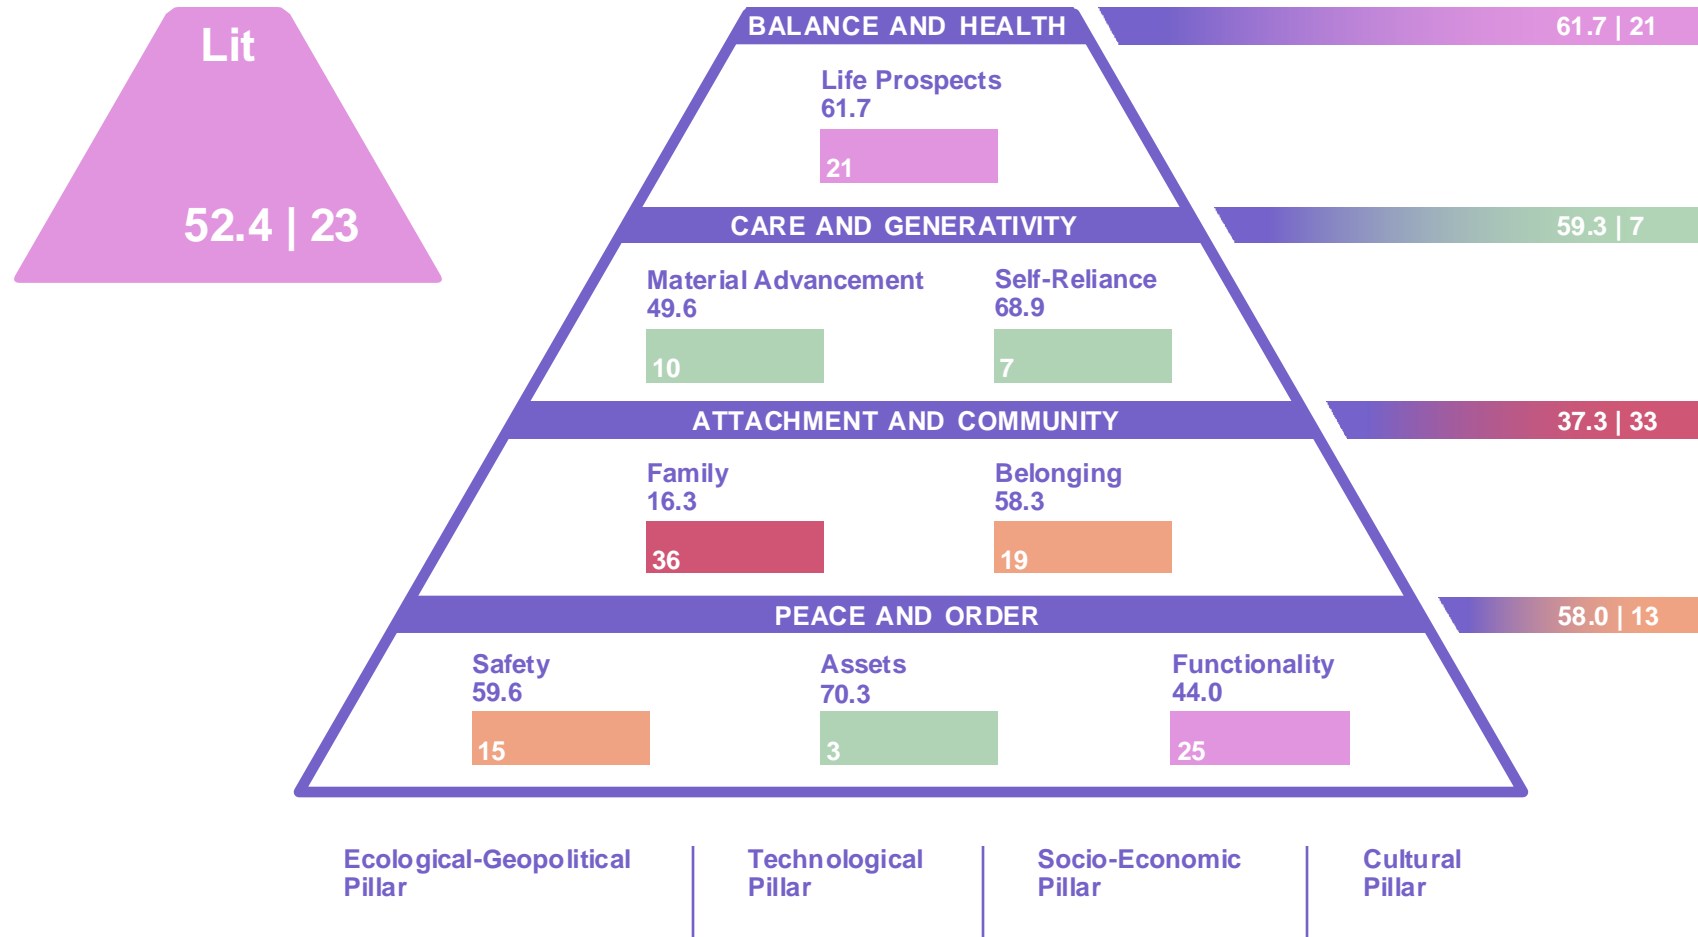 Lit
52.4 | 23
BALANCE AND HEALTH
61.7 | 21
Life Prospects
61.7
21
CARE AND GENERATIVITY
59.3 | 7
Material Advancement
49.6
10
Self-Reliance
68.9
7
ATTACHMENT AND COMMUNITY
37.3 | 33
Family
16.3
36
Belonging
58.3
19
PEACE AND ORDER
58.0 | 13
Safety
59.6
15
Assets
70.3
3
Functionality
44.0
25
Ecological-Geopolitical
Pillar
Technological
Pillar
Socio-Economic
Pillar
Cultural
Pillar